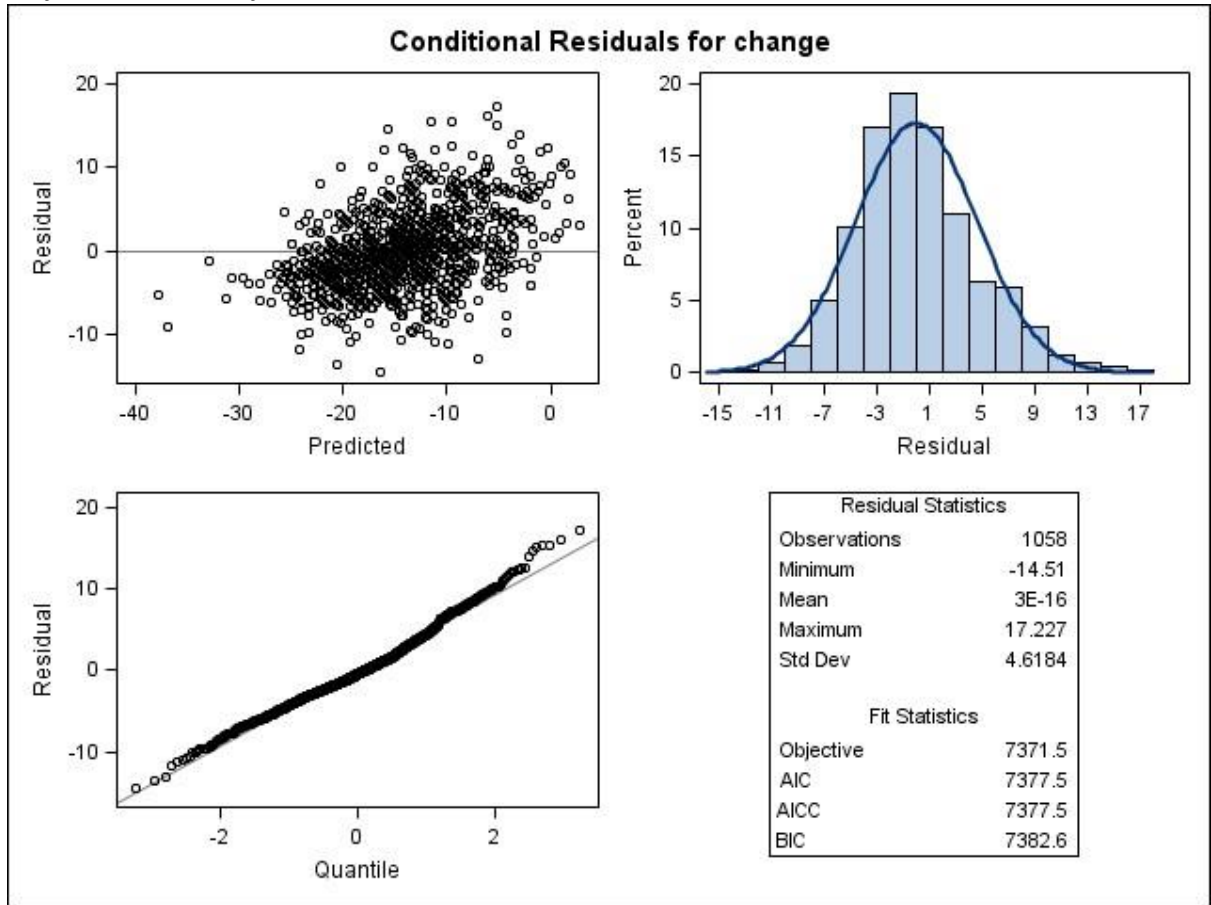 Conditional Residuals for change
20
10
0
-10
Residual
-40 -30 -20 -10 0
Predicted
20
15
10
5
0
Percent
-15 -11 -7 -3 1 5 9 13 17
Residual
20
10
0
-10
Residual
-2 0 2
Quantile
Residual Statistics
Observations 1058
Minimum -14.51
Mean 3E-16
Maximum 17.227
Std Dev 4.6184
Fit Statistics
Objective 7371.5
AIC 7377.5
AICC 7377.5
BIC 7382.6